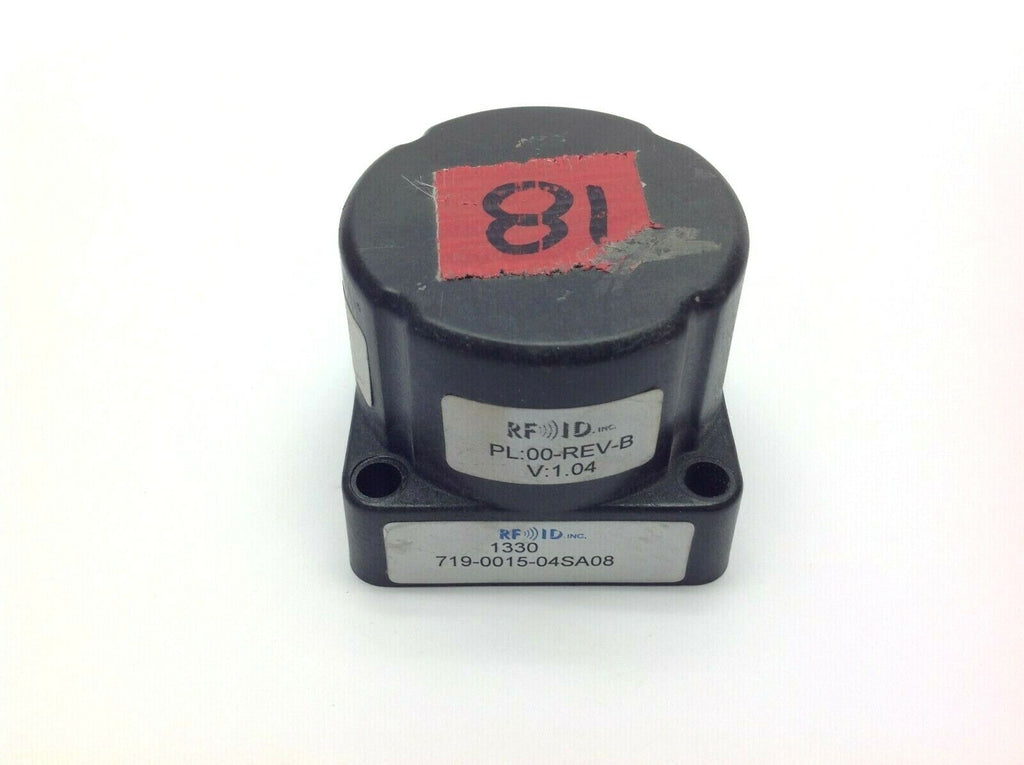 81
RF ID INC.
PL:00-REV-B
V:1.04
RF ID INC.
1330
719-0015-04SA08